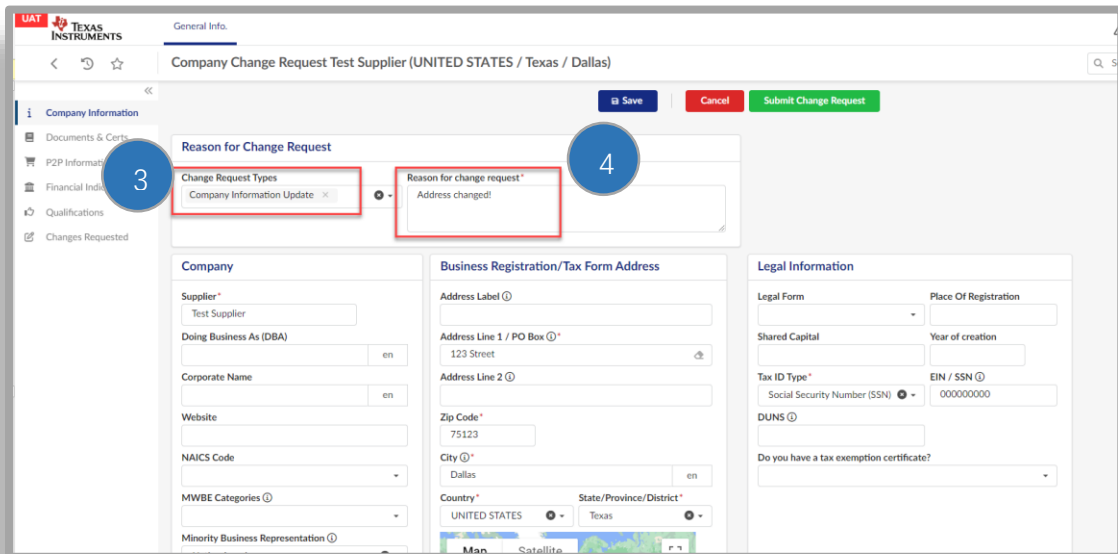 UAT
TEXAS INSTRUMENTS
General Info.
Company Change Request Test Supplier (UNITED STATES / Texas / Dallas)
Save
Cancel
Submit Change Request
Company Information
Documents & Certs
P2P
Financial
Qualifications
Changes Requested
3
4
Reason for Change Request
Change Request Types
Company Information Update ×
Reason for change request*
Address changed!
Company
Supplier*
Test Supplier
Doing Business As (DBA)
en
Corporate Name
en
Website
NAICS Code
MWBE Categories
Minority Business Representation
Business Registration/Tax Form Address
Address Label
Address Line 1 / PO Box *
123 Street
Address Line 2
Zip Code*
75123
City *
Dallas
en
Country* State/Province/District*
UNITED STATES Texas
Map Satellite
Legal Information
Legal Form Place Of Registration
Shared Capital Year of creation
Tax ID Type* EIN / SSN
Social Security Number (SSN) 000000000
DUNS
Do you have a tax exemption certificate?